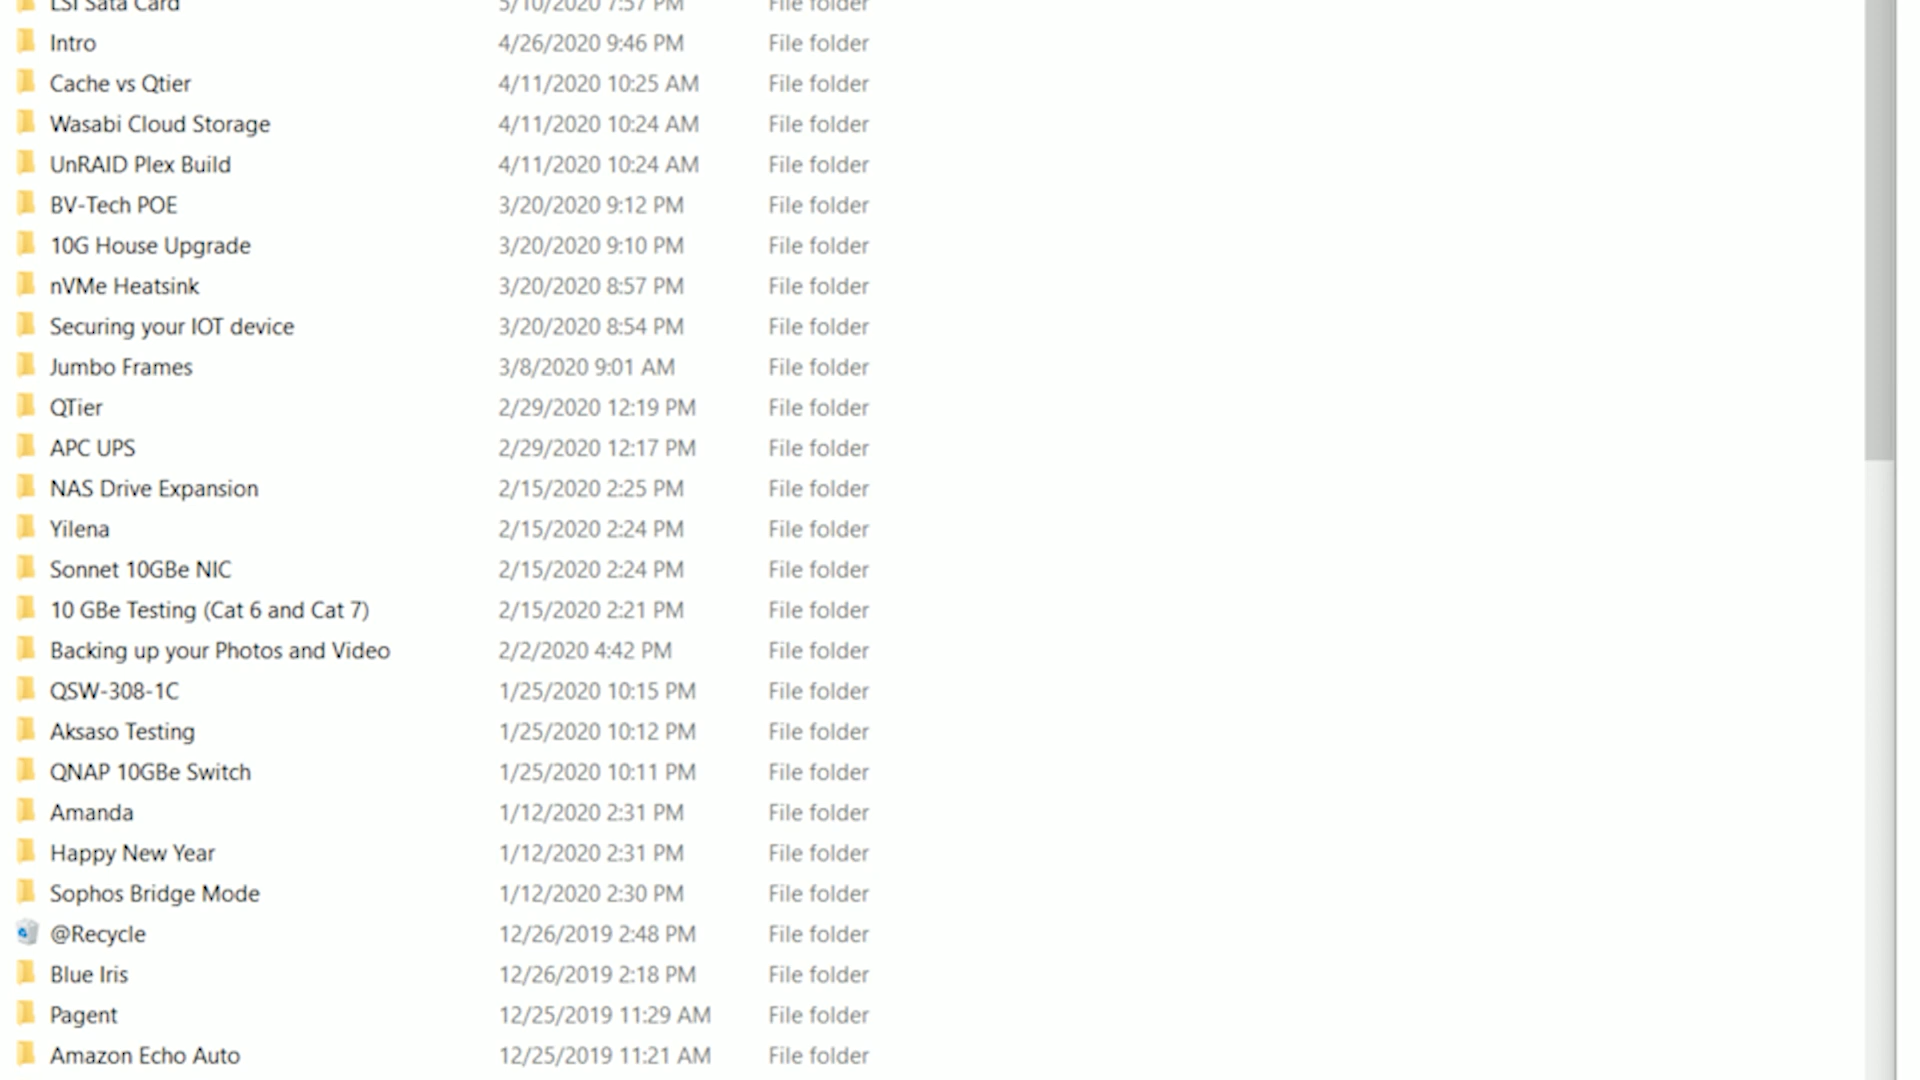 LSI Sata Card 5/10/2020 7:57 PM File folder
Intro 4/26/2020 9:46 PM File folder
Cache vs Qtier 4/11/2020 10:25 AM File folder
Wasabi Cloud Storage 4/11/2020 10:24 AM File folder
UnRAID Plex Build 4/11/2020 10:24 AM File folder
BV-Tech POE 3/20/2020 9:12 PM File folder
10G House Upgrade 3/20/2020 9:10 PM File folder
nVMe Heatsink 3/20/2020 8:57 PM File folder
Securing your IOT device 3/20/2020 8:54 PM File folder
Jumbo Frames 3/8/2020 9:01 AM File folder
QTier 2/29/2020 12:19 PM File folder
APC UPS 2/29/2020 12:17 PM File folder
NAS Drive Expansion 2/15/2020 2:25 PM File folder
Yilena 2/15/2020 2:24 PM File folder
Sonnet 10GBe NIC 2/15/2020 2:24 PM File folder
10 GBe Testing (Cat 6 and Cat 7) 2/15/2020 2:21 PM File folder
Backing up your Photos and Video 2/2/2020 4:42 PM File folder
QSW-308-1C 1/25/2020 10:15 PM File folder
Aksaso Testing 1/25/2020 10:12 PM File folder
QNAP 10GBe Switch 1/25/2020 10:11 PM File folder
Amanda 1/12/2020 2:31 PM File folder
Happy New Year 1/12/2020 2:31 PM File folder
Sophos Bridge Mode 1/12/2020 2:30 PM File folder
@Recycle 12/26/2019 2:48 PM File folder
Blue Iris 12/26/2019 2:18 PM File folder
Pagent 12/25/2019 11:29 AM File folder
Amazon Echo Auto 12/25/2019 11:21 AM File folder